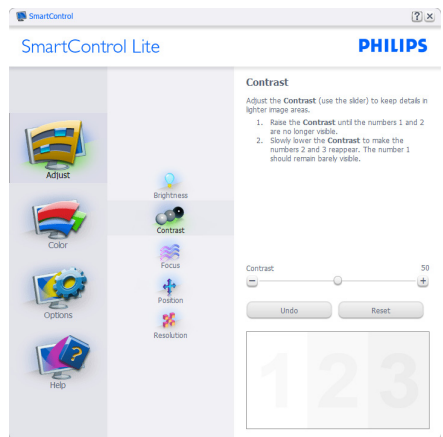 SmartControl
SmartControl Lite
PHILIPS
Adjust
Color
Options
Help
Brightness
Contrast
Focus
Position
Resolution
Contrast
Adjust the Contrast (use the slider) to keep details in
lighter image areas.
1. Raise the Contrast until the numbers 1 and 2
are no longer visible.
2. Slowly lower the Contrast to make the
numbers 2 and 3 reappear. The number 1
should remain barely visible.
Contrast 50
Undo Reset
1 2 3